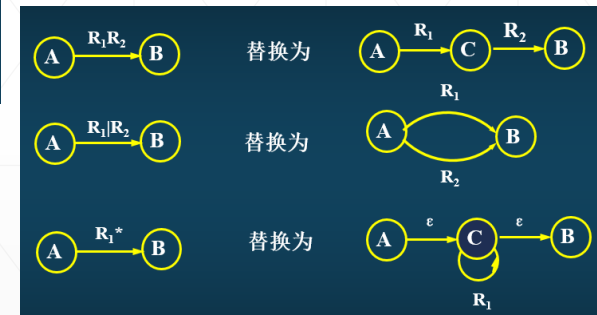 A R₁R₂ B 替换为 A R₁ C R₂ B
A R₁|R₂ B 替换为 A R₁ R₂ B
A R₁* B 替换为 A ε C ε B R₁